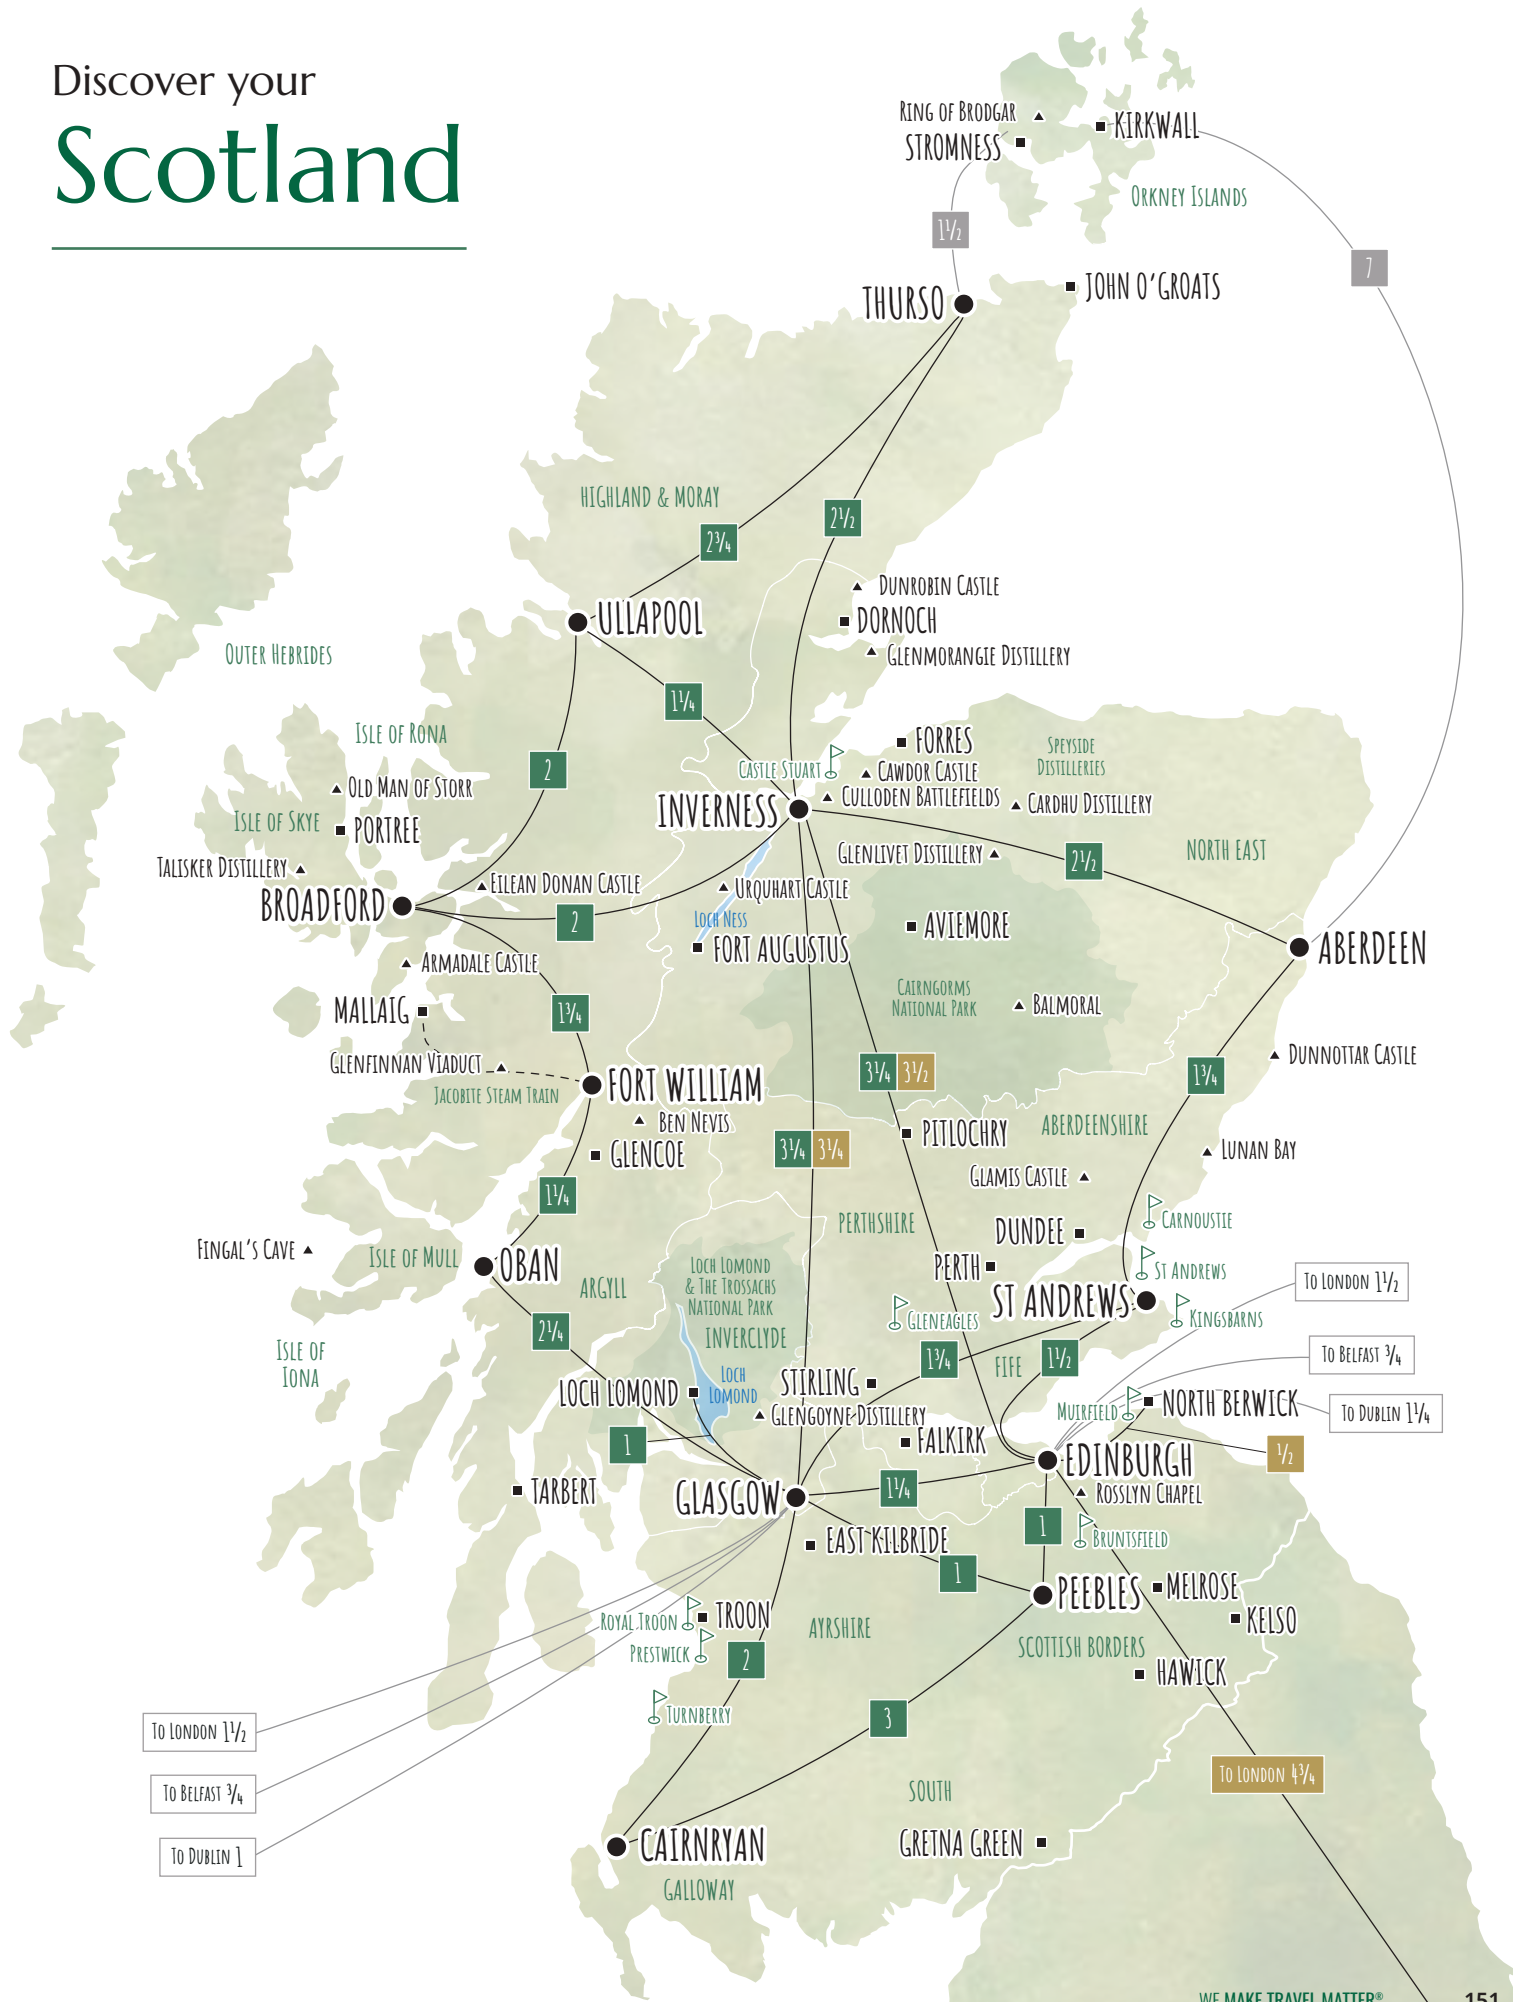 Discover your
Scotland
Ring of Brodgar
KIRKWALL
STROMNESS
Orkney Islands
1½
7
JOHN O'GROATS
THURSO
HIGHLAND & MORAY
2½
2¾
Dunrobin Castle
ULLAPOOL
DORNOCH
Outer Hebrides
Glenmorangie Distillery
1¼
Isle of Rona
FORRES
Speyside
Distilleries
2
Castle Stuart
Cawdor Castle
Old Man of Storr
Culloden Battlefields
Cardhu Distillery
INVERNESS
Isle of Skye
PORTREE
North East
Glenlivet Distillery
2½
Talisker Distillery
Eilean Donan Castle
Urquhart Castle
BROADFORD
2
Loch Ness
AVIEMORE
FORT AUGUSTUS
ABERDEEN
Armadale Castle
Cairngorms
National Park
Balmoral
MALLAIG
1¾
Dunnottar Castle
Glenfinnan Viaduct
3¼
3½
1¾
Jacobite Steam Train
FORT WILLIAM
Ben Nevis
PITLOCHRY
Aberdeenshire
GLENCOE
3¼
3¼
Lunan Bay
Glamis Castle
1¼
Perthshire
Carnoustie
DUNDEE
Fingal's Cave
Isle of Mull
OBAN
PERTH
St Andrews
Loch Lomond
& The Trossachs
National Park
To London 1½
Argyll
ST ANDREWS
Gleneagles
Kingsbarns
2¼
Inverclyde
Isle of
Iona
1¾
Fife
1½
To Belfast ¾
Loch
Lomond
LOCH LOMOND
STIRLING
Muirfield
NORTH BERWICK
To Dublin 1¼
Glengoyne Distillery
1
FALKIRK
½
EDINBURGH
TARBERT
GLASGOW
1¼
Rosslyn Chapel
1
Bruntsfield
EAST KILBRIDE
1
PEEBLES
MELROSE
Royal Troon
TROON
Ayrshire
KELSO
Prestwick
2
Scottish Borders
HAWICK
Turnberry
3
To London 1½
To London 4¾
To Belfast ¾
South
To Dublin 1
CAIRNRYAN
GRETNA GREEN
Galloway
WE MAKE TRAVEL MATTER®
151